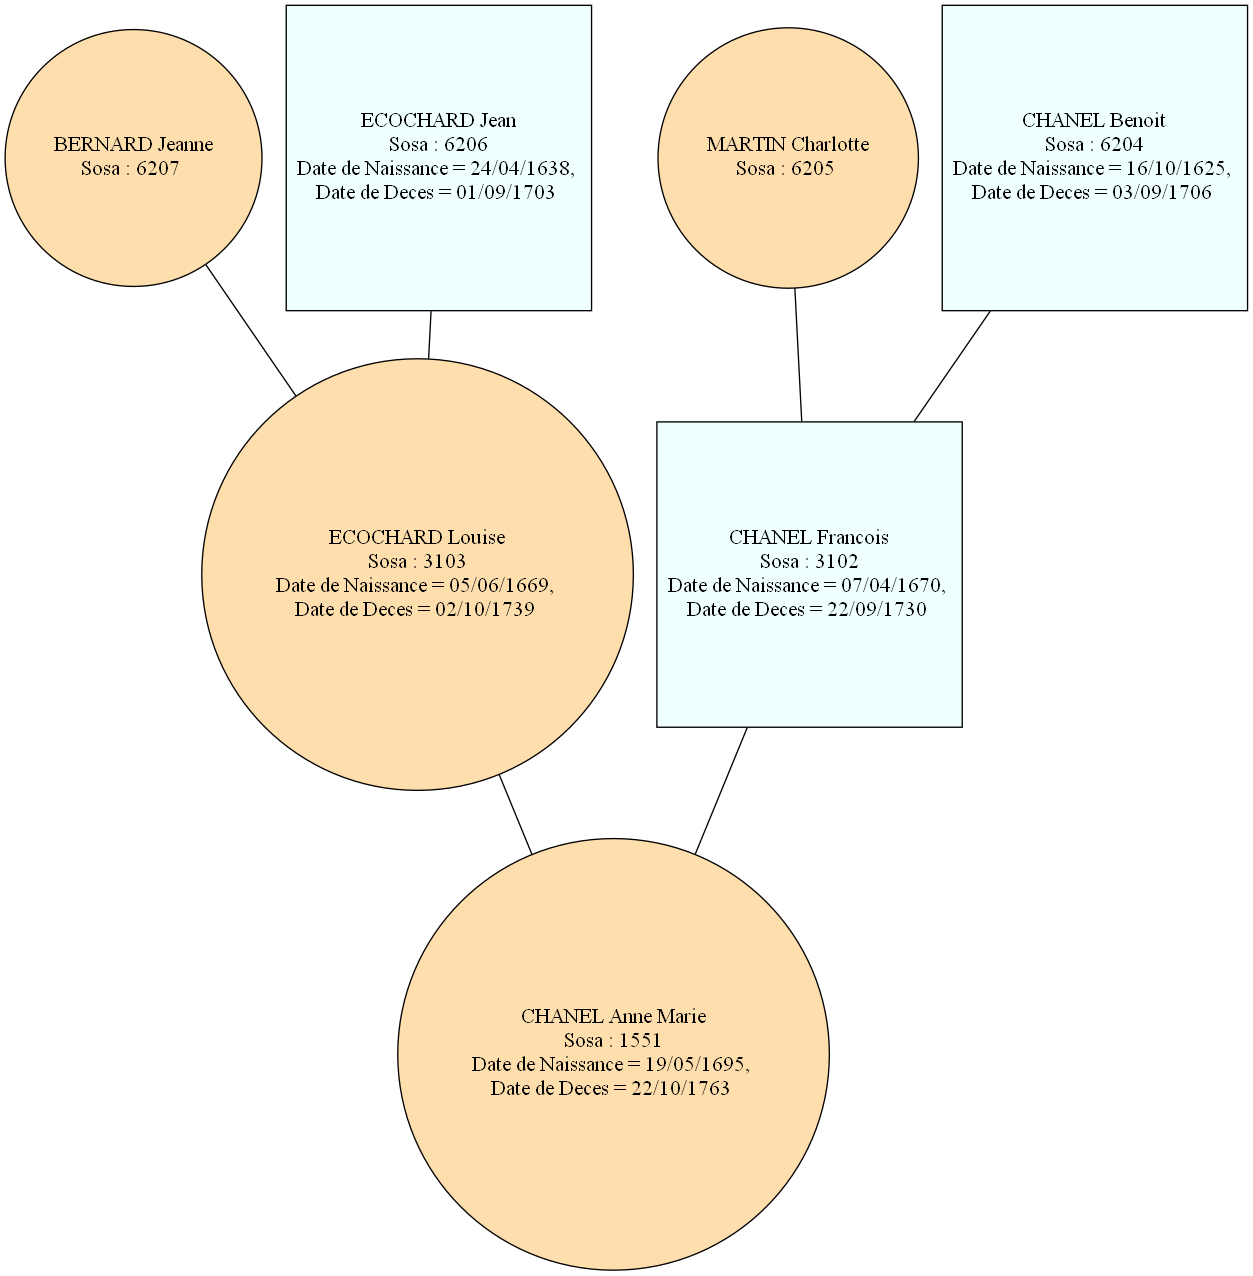 BERNARD Jeanne
Sosa : 6207
ECOCHARD Jean
Sosa : 6206
Date de Naissance = 24/04/1638,
Date de Deces = 01/09/1703
MARTIN Charlotte
Sosa : 6205
CHANEL Benoit
Sosa : 6204
Date de Naissance = 16/10/1625,
Date de Deces = 03/09/1706
ECOCHARD Louise
Sosa : 3103
Date de Naissance = 05/06/1669,
Date de Deces = 02/10/1739
CHANEL Francois
Sosa : 3102
Date de Naissance = 07/04/1670,
Date de Deces = 22/09/1730
CHANEL Anne Marie
Sosa : 1551
Date de Naissance = 19/05/1695,
Date de Deces = 22/10/1763